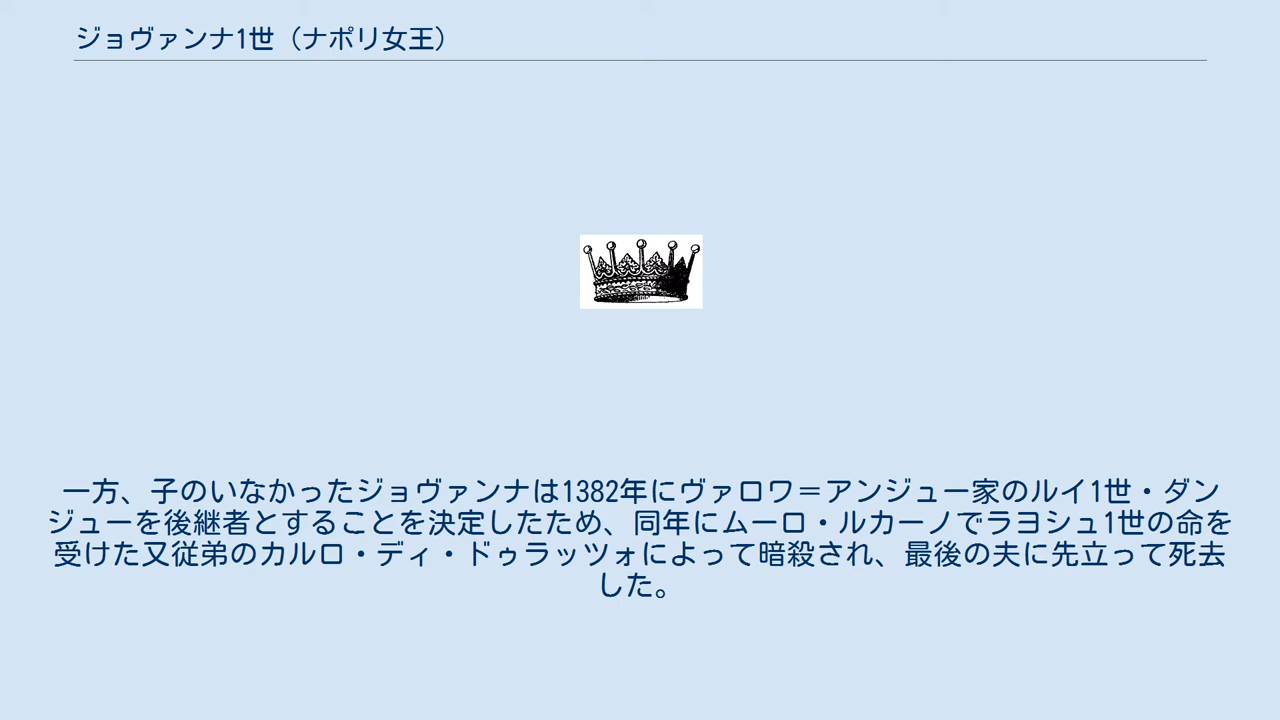 ジョヴァンナ1世（ナポリ女王）
一方、子のいなかったジョヴァンナは1382年にヴァロワ＝アンジュー家のルイ1世・ダン
ジューを後継者とすることを決定したため、同年にムーロ・ルカーノでラヨシュ1世の命を
受けた又従弟のカルロ・ディ・ドゥラッツォによって暗殺され、最後の夫に先立って死去
した。